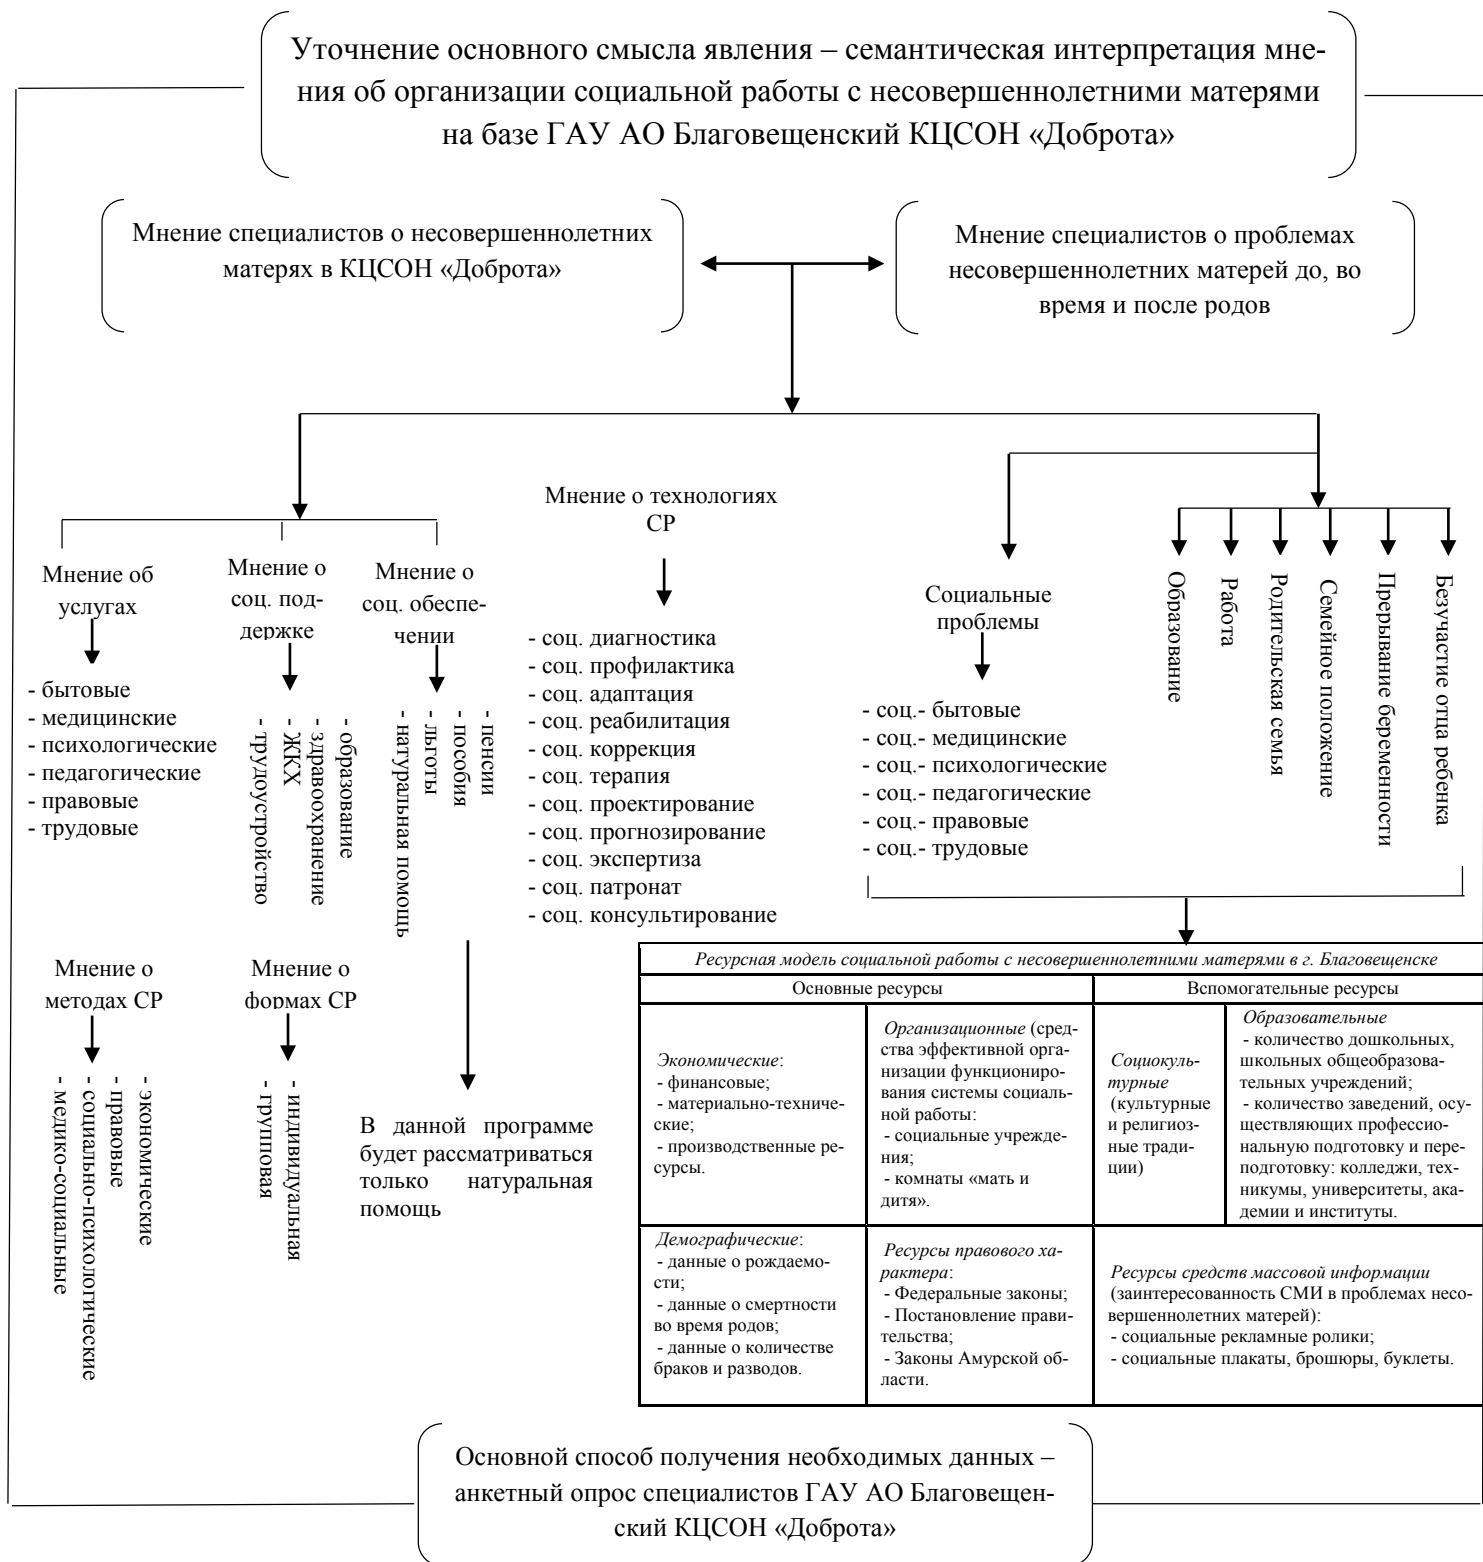 Уточнение основного смысла явления – семантическая интерпретация мне-
ния об организации социальной работы с несовершеннолетними матерями
на базе ГАУ АО Благовещенский КЦСОН «Доброта»
Мнение специалистов о несовершеннолетних
матерях в КЦСОН «Доброта»
Мнение специалистов о проблемах
несовершеннолетних матерей до, во
время и после родов
Мнение об
услугах
- бытовые
- медицинские
- психологические
- педагогические
- правовые
- трудовые
Мнение о
соц. под-
держке
- образование
- здравоохранение
- ЖКХ
- трудоустройство
Мнение о
соц. обеспе-
чении
- пенсии
- пособия
- льготы
- натуральная помощь
Мнение о технологиях
СР
- соц. диагностика
- соц. профилактика
- соц. адаптация
- соц. реабилитация
- соц. коррекция
- соц. терапия
- соц. проектирование
- соц. прогнозирование
- соц. экспертиза
- соц. патронат
- соц. консультирование
Социальные
проблемы
- соц.- бытовые
- соц.- медицинские
- соц.- психологические
- соц.- педагогические
- соц.- правовые
- соц.- трудовые
Образование
Работа
Родительская семья
Семейное положение
Прерывание беременности
Безучастие отца ребенка
Мнение о
методах СР
- экономические
- правовые
- социально-психологические
- медико-социальные
Мнение о
формах СР
- индивидуальная
- групповая
В данной программе
будет рассматриваться
только натуральная
помощь
Ресурсная модель социальной работы с несовершеннолетними матерями в г. Благовещенске
Основные ресурсы
Вспомогательные ресурсы
Экономические:
- финансовые;
- материально-техниче-
ские;
- производственные ре-
сурсы.
Организационные (сред-
ства эффективной орга-
низации функциониро-
вания системы социаль-
ной работы:
- социальные учрежде-
ния;
- комнаты «мать и
дитя».
Социокуль-
турные
(культурные
и религиоз-
ные тради-
ции)
Образовательные
- количество дошкольных,
школьных общеобразова-
тельных учреждений;
- количество заведений, осу-
ществляющих профессио-
нальную подготовку и пере-
подготовку: колледжи, тех-
никумы, университеты, ака-
демии и институты.
Демографические:
- данные о рождаемо-
сти;
- данные о смертности
во время родов;
- данные о количестве
браков и разводов.
Ресурсы правового ха-
рактера:
- Федеральные законы;
- Постановление прави-
тельства;
- Законы Амурской об-
ласти.
Ресурсы средств массовой информации
(заинтересованность СМИ в проблемах несо-
вершеннолетних матерей):
- социальные рекламные ролики;
- социальные плакаты, брошюры, буклеты.
Основной способ получения необходимых данных –
анкетный опрос специалистов ГАУ АО Благовещен-
ский КЦСОН «Доброта»